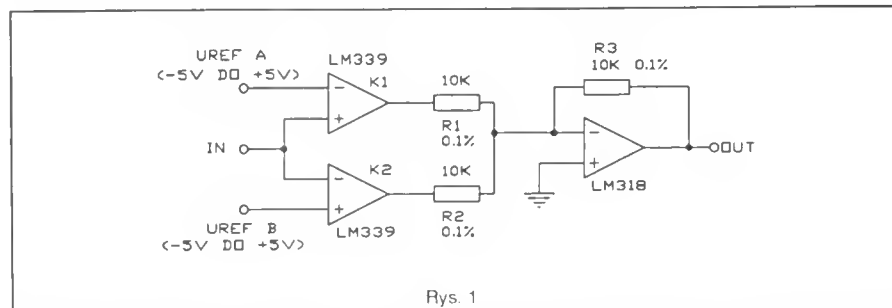 UREF A
(-5V DO +5V)
LM339
K1
-
+
10K
R1
0.1%
R3
10K 0.1%
IN
-
+
OUT
LM318
K2
-
+
10K
R2
0.1%
UREF B
(-5V DO +5V)
LM339
Rys. 1